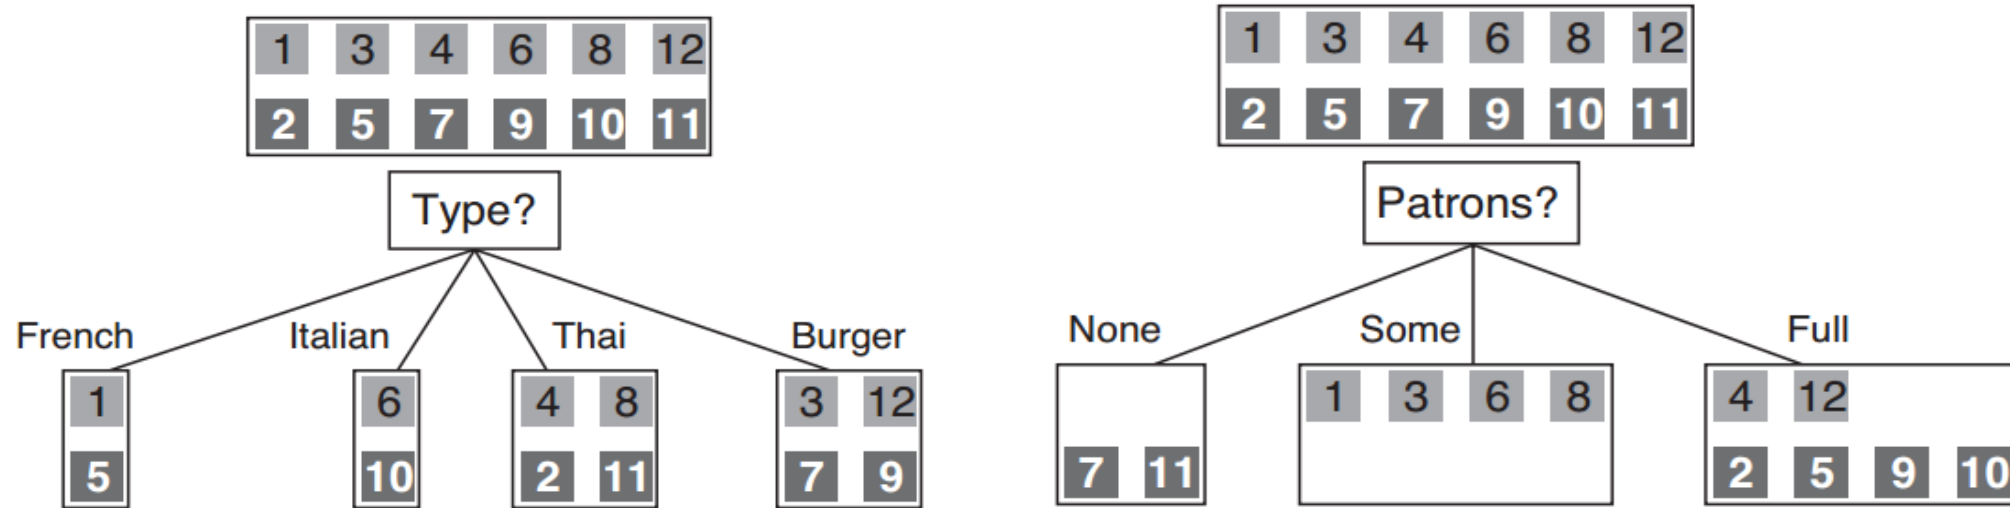 1 3 4 6 8 12
2 5 7 9 10 11
Type?
French Italian Thai Burger
1 6 4 8 3 12
5 10 2 11 7 9
1 3 4 6 8 12
2 5 7 9 10 11
Patrons?
None Some Full
1 3 6 8 4 12
7 11 2 5 9 10